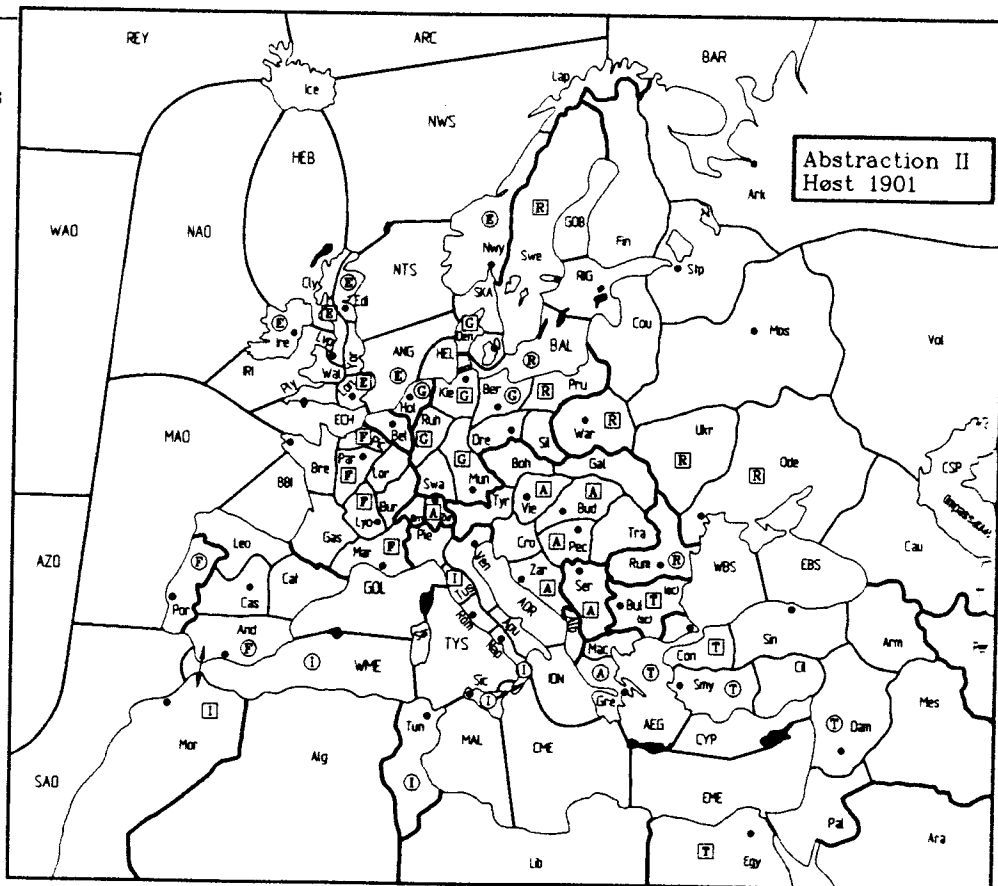 REY
ARC
BAR
Ice
Lap
NWS
HEB
Abstraction II
Høst 1901
Ark
WAO
NAO
E
R
GOB
Nwy
Swe
Fin
NTS
Stp
Cly
E
Edi
SKA
RIG
E
Ire
E
Lvp
G
Den
Cou
Mos
Vol
IRI
Wal
Yor
ANG
HEL
BAL
R
Ply
E
E
G
Kie
G
Ber
G
R
Pru
Hol
ECH
Bel
Ruh
G
Dre
Sil
War
R
Ukr
MAO
F
Par
F
Bre
Lor
G
Mun
Boh
Gal
R
Ode
R
CSP
BBI
Swa
Tyr
A
Vie
A
Bud
F
Lyo
Bur
A
Gas
Mar
F
Pie
Cro
A
Pec
Tra
Rum
R
Cau
AZO
Leo
Cat
GOL
Ven
Zar
A
Ser
A
WBS
EBS
F
Por
Cas
I
Tus
Rom
ADR
Bul
T
And
F
TYS
Apu
Nap
Alb
Mac
Con
T
Sin
Arm
I
WME
I
ION
A
Gre
T
Smy
T
Cil
Sic
I
AEG
CYP
T
Dam
Mes
Mor
I
Tun
MAL
CME
Alg
I
EME
SAO
Pal
Ara
Lib
T
Egy